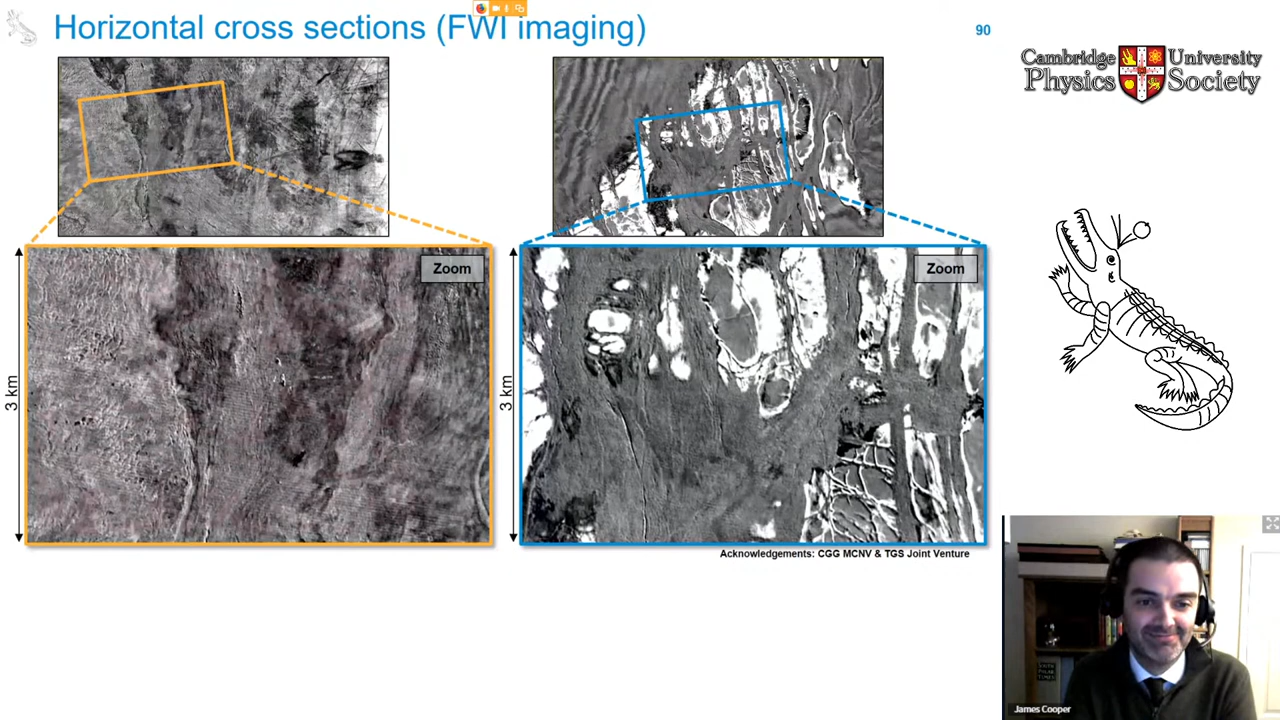 Horizontal cross sections (FWI imaging)
90
Cambridge University
Physics Society
Zoom
Zoom
3 km
3 km
Acknowledgements: CGG MCNV & TGS Joint Venture
James Cooper